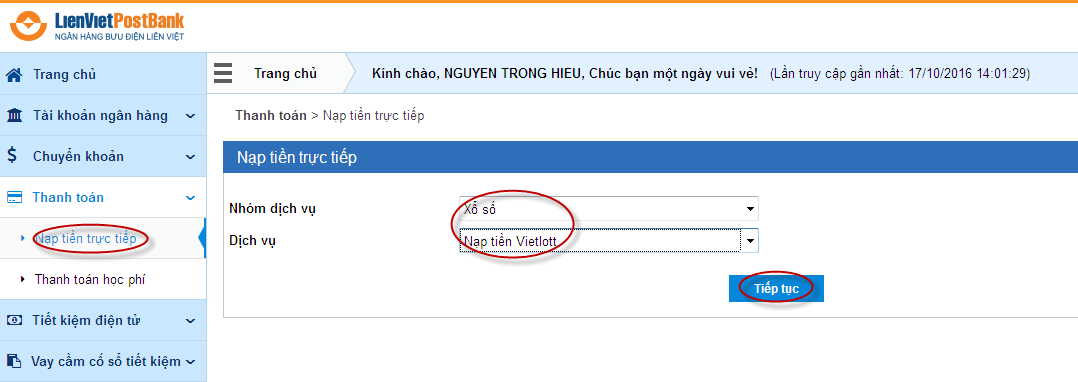 LienVietPostBank
NGÂN HÀNG BƯU ĐIỆN LIÊN VIỆT
Trang chủ
Trang chủ
Kính chào, NGUYEN TRONG HIEU, Chúc bạn một ngày vui vẻ! (Lần truy cập gần nhất: 17/10/2016 14:01:29)
Tài khoản ngân hàng
Chuyển khoản
Thanh toán
Nạp tiền trực tiếp
Thanh toán học phí
Tiết kiệm điện tử
Vay cầm cố sổ tiết kiệm
Thanh toán > Nạp tiền trực tiếp
Nạp tiền trực tiếp
Nhóm dịch vụ Xổ số
Dịch vụ Nạp tiền Vietlott
Tiếp tục